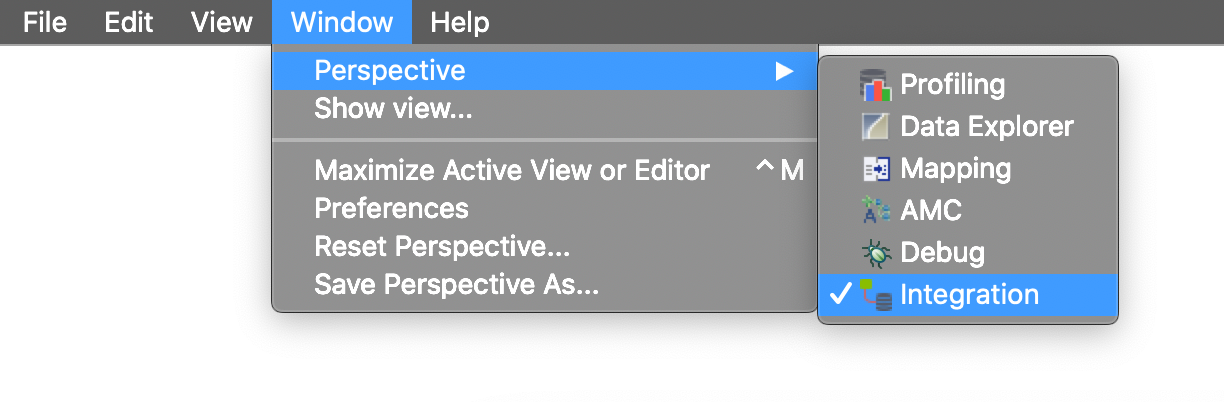 File Edit View Window Help
Perspective ▶
Show view...
Maximize Active View or Editor ^ M
Preferences
Reset Perspective...
Save Perspective As...
Profiling
Data Explorer
Mapping
AMC
Debug
✓ Integration